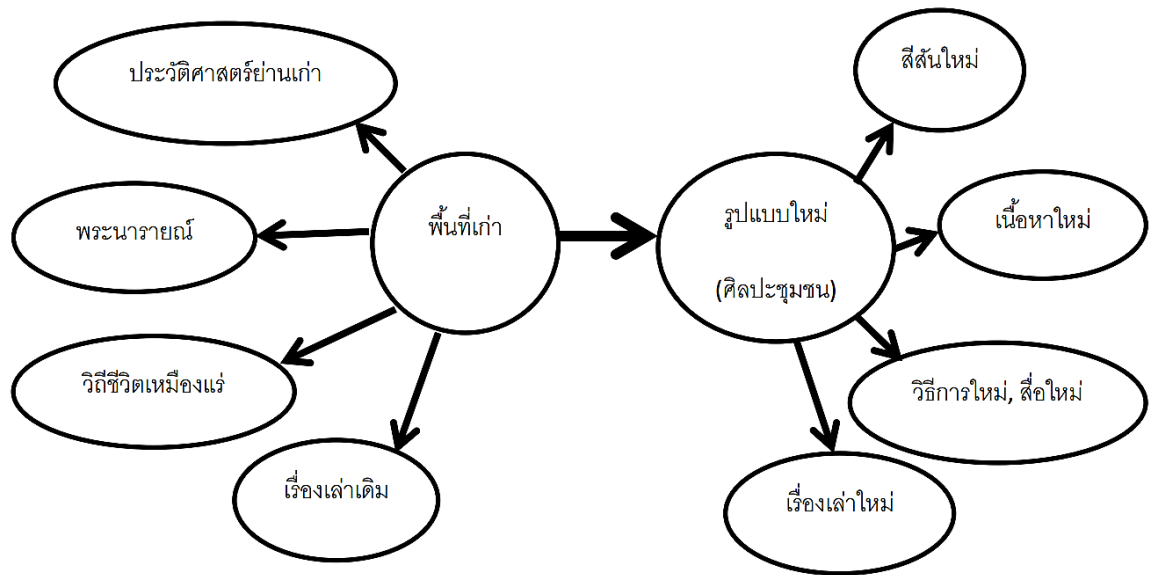 ประวัติศาสตร์ย่านเก่า
พระนารายณ์
วิถีชีวิตเหมืองแร่
เรื่องเล่าเดิม
พื้นที่เก่า
รูปแบบใหม่
(ศิลปะชุมชน)
สีสันใหม่
เนื้อหาใหม่
วิธีการใหม่, สื่อใหม่
เรื่องเล่าใหม่